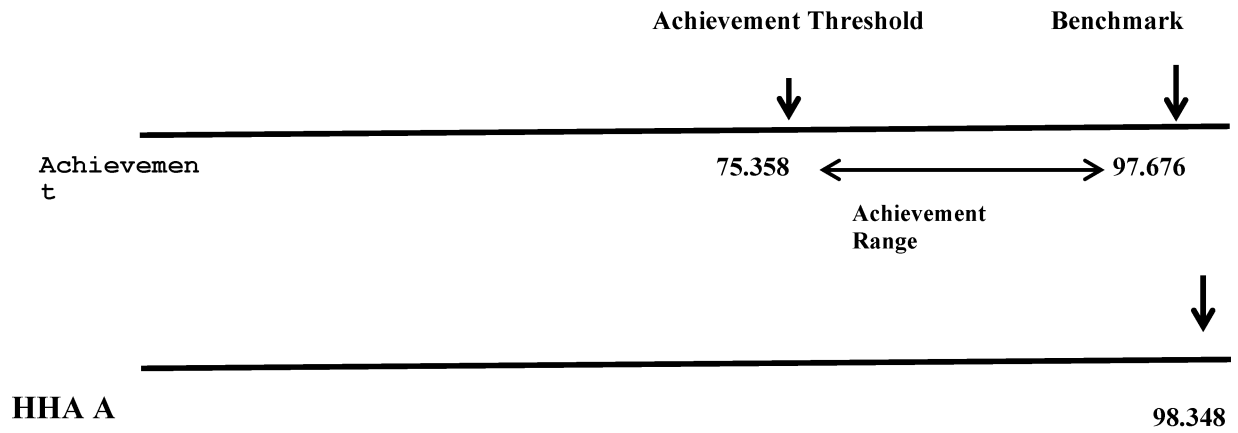 Achievement Threshold Benchmark
Achievemen
t
75.358 97.676
Achievement
Range
HHA A
98.348